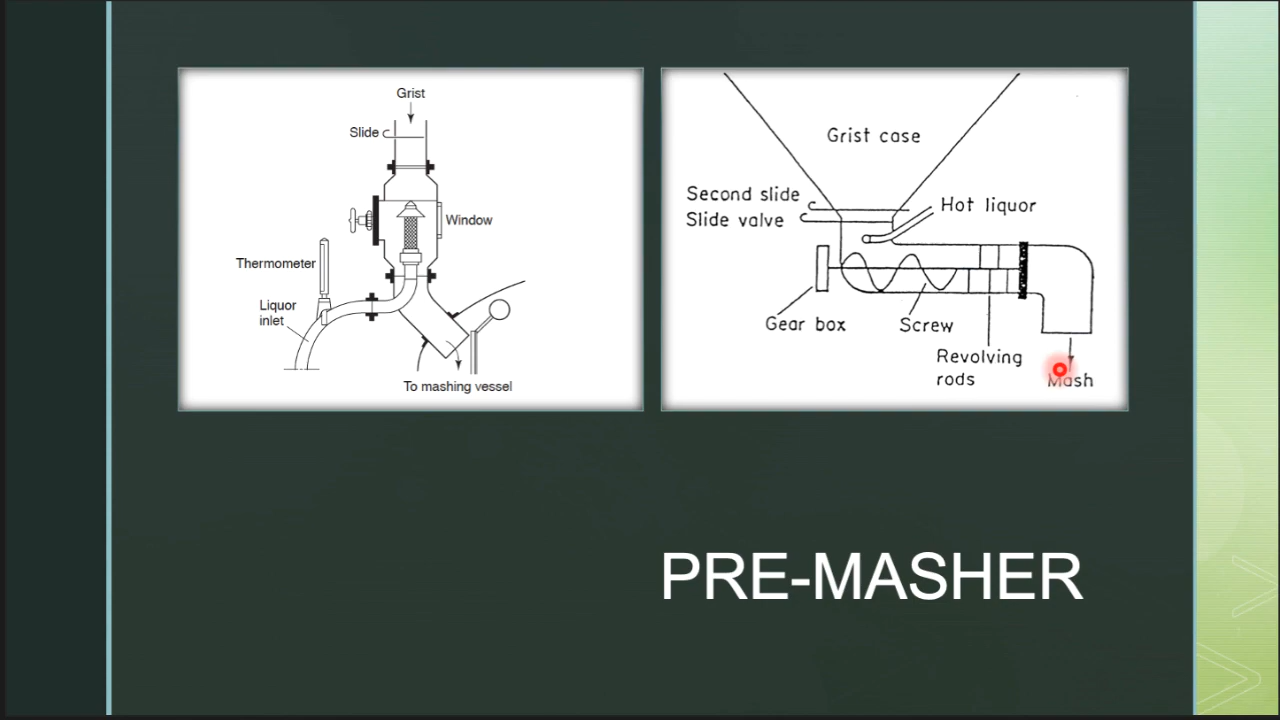 Grist
Slide
Window
Thermometer
Liquor
inlet
To mashing vessel
Grist case
Second slide
Slide valve
Hot liquor
Gear box
Screw
Revolving
rods
Mash
PRE-MASHER